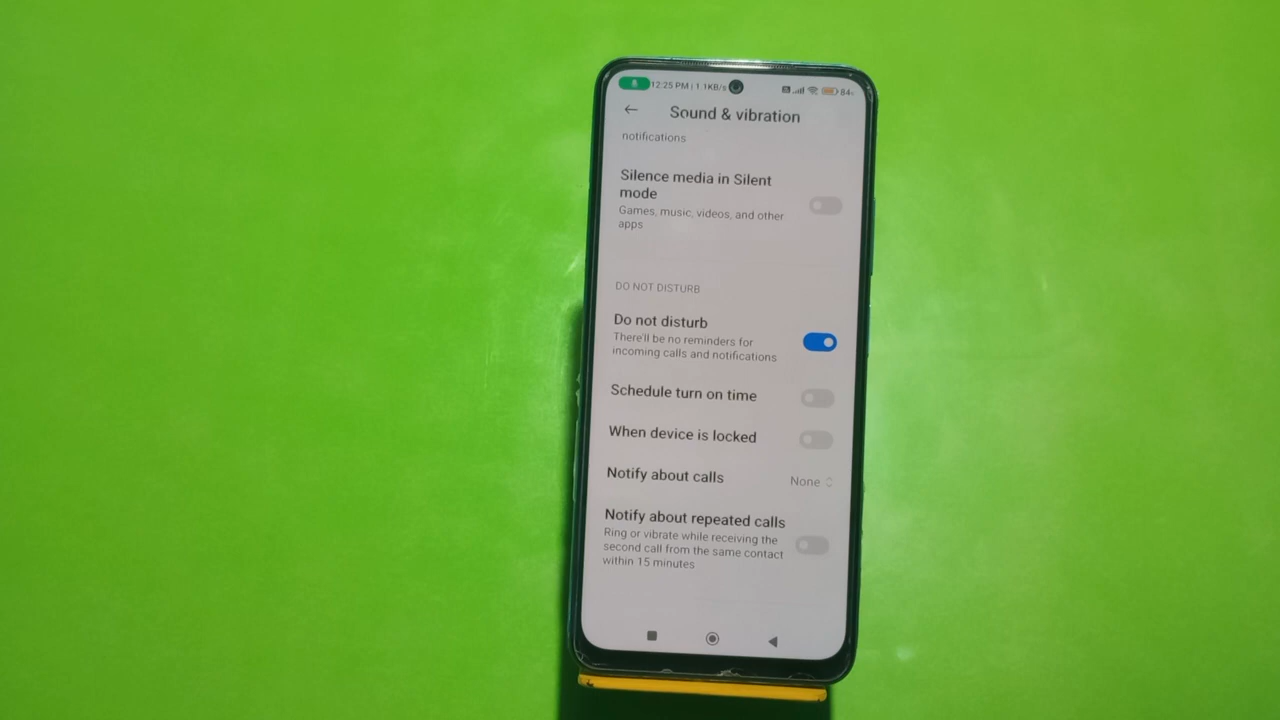 12:25 PM | 1.1KB/s 84
Sound & vibration
notifications
Silence media in Silent
mode
Games, music, videos, and other
apps
DO NOT DISTURB
Do not disturb
There'll be no reminders for
incoming calls and notifications
Schedule turn on time
When device is locked
Notify about calls None
Notify about repeated calls
Ring or vibrate while receiving the
second call from the same contact
within 15 minutes